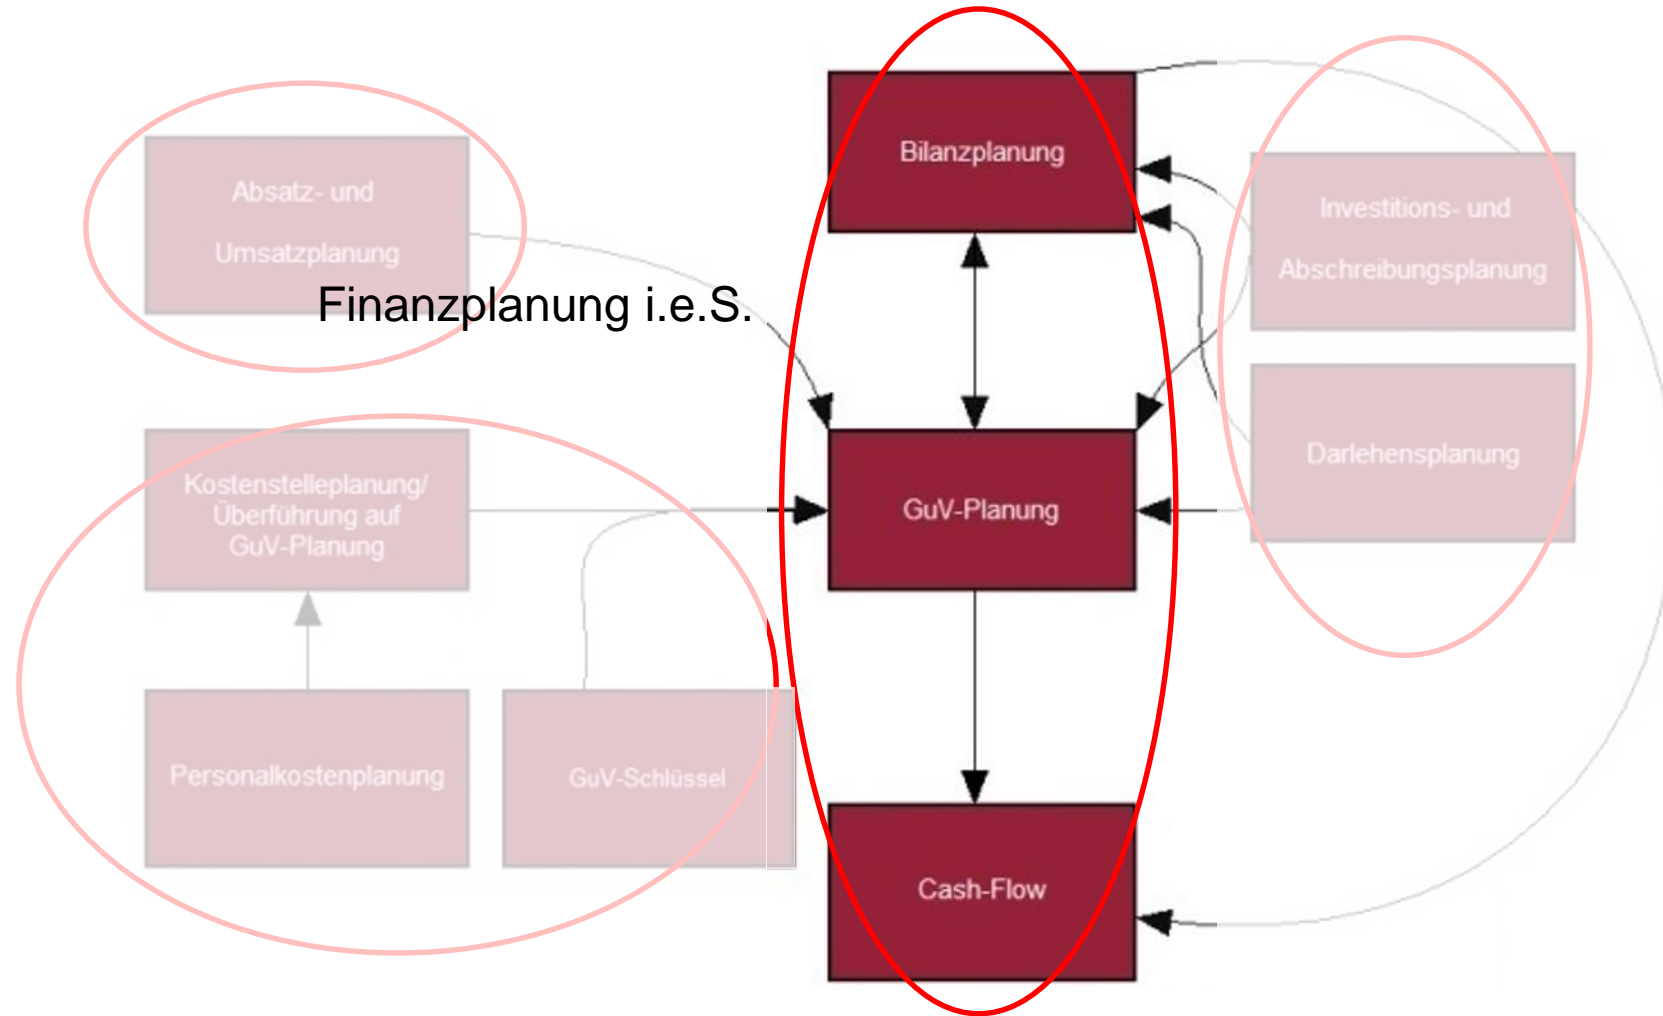 Bilanzplanung
Absatz- und
Umsatzplanung
Investitions- und
Abschreibungsplanung
Finanzplanung i.e.S.
Kostenstelleplanung/
Überführung auf
GuV-Planung
GuV-Planung
Darlehensplanung
Personalkostenplanung
GuV-Schlüssel
Cash-Flow